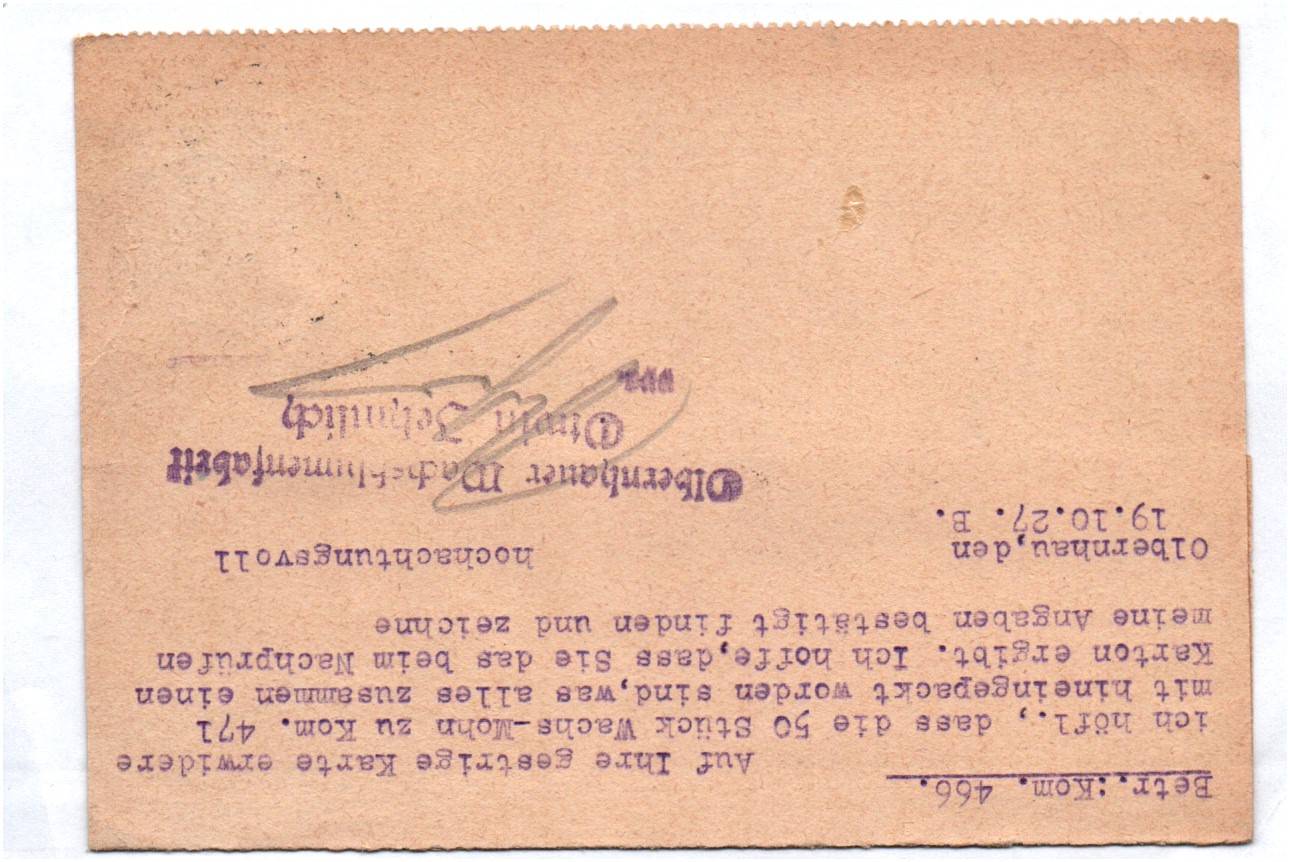 Betr.:Kom. 466.
Auf Ihre gestrige Karte erwidere
ich höfl., dass die 50 Stück Wachs-Mohn zu Kom. 471
mit hineingepackt worden sind,was alles zusammen einen
Karton ergibt. Ich hoffe,dass Sie das beim Nachprüfen
meine Angaben bestätigt finden und zeichne
Olbernhau,den hochachtungsvoll
19.10.27. B.
Olbernhauer Wachsblumenfabrik
Otwin Zehmlich